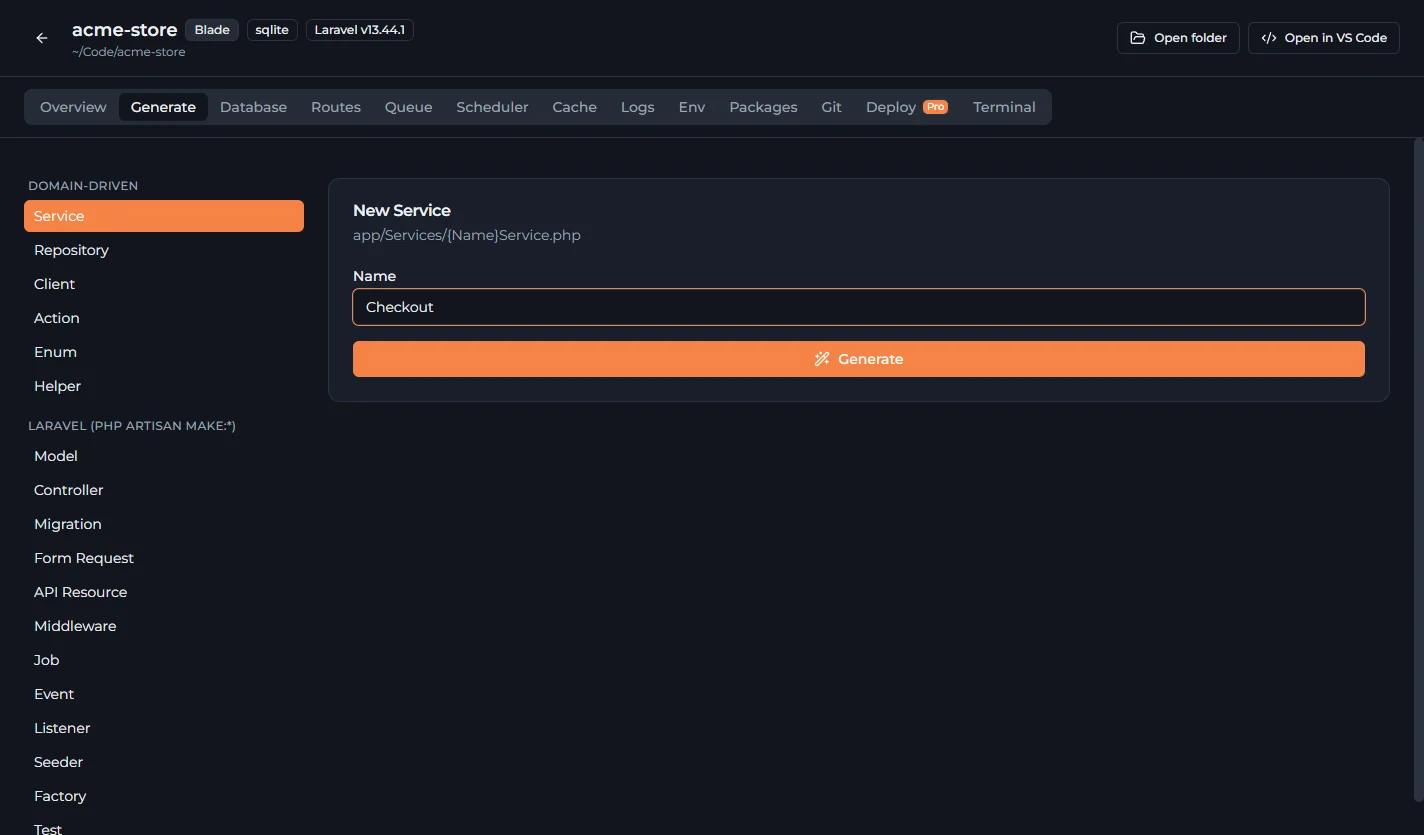 acme-store Blade sqlite Laravel v13.44.1
~/Code/acme-store
Open folder Open in VS Code
Overview Generate Database Routes Queue Scheduler Cache Logs Env Packages Git Deploy Pro Terminal
DOMAIN-DRIVEN
Service
Repository
Client
Action
Enum
Helper
LARAVEL (PHP ARTISAN MAKE:*)
Model
Controller
Migration
Form Request
API Resource
Middleware
Job
Event
Listener
Seeder
Factory
Test
New Service
app/Services/{Name}Service.php
Name
Checkout
Generate